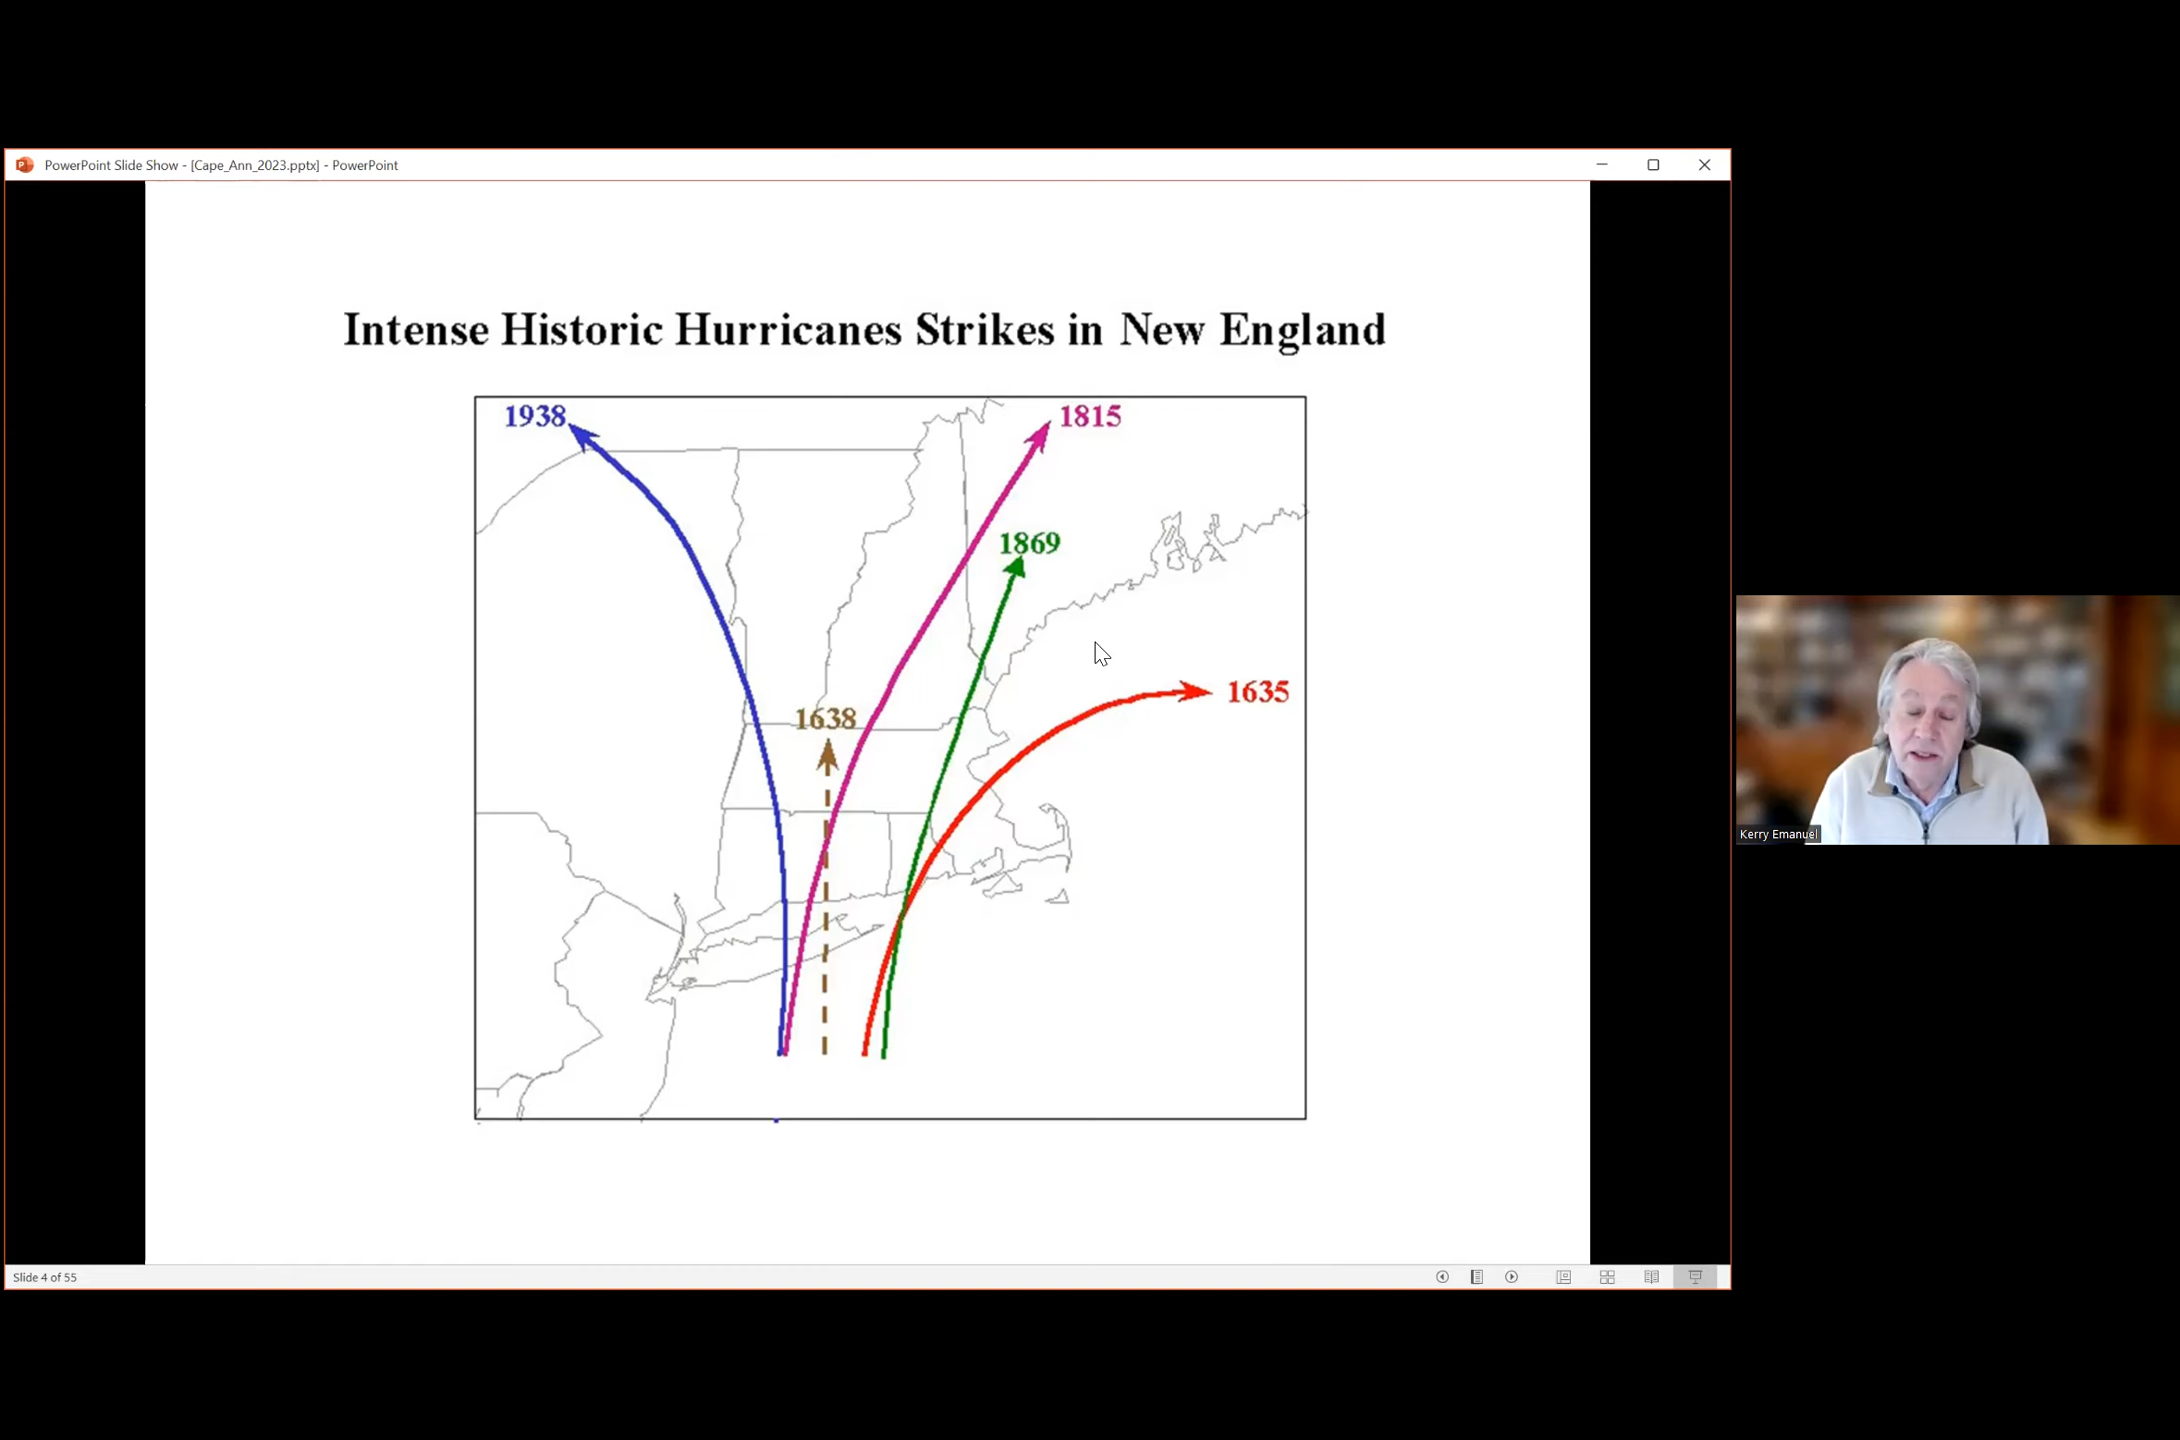 PowerPoint Slide Show - [Cape_Ann_2023.pptx] - PowerPoint
Intense Historic Hurricanes Strikes in New England
1938
1815
1869
1635
1638
Kerry Emanuel
Slide 4 of 55